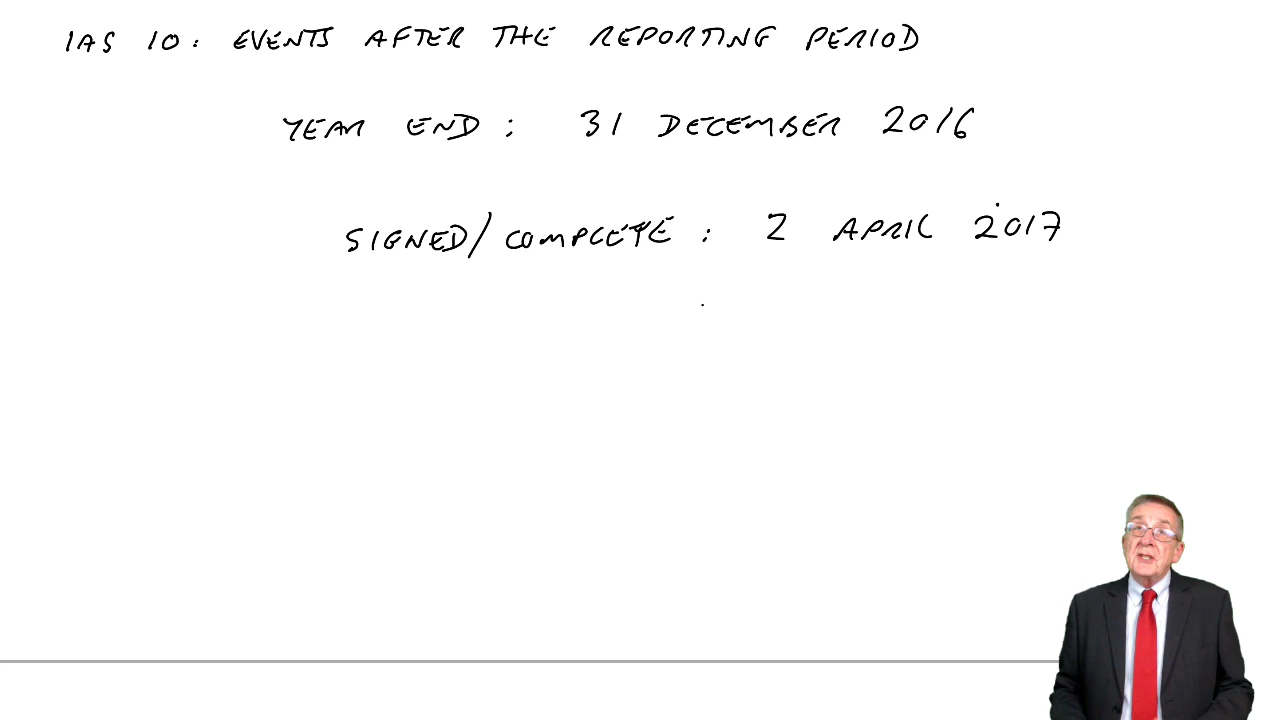 IAS 10: EVENTS AFTER THE REPORTING PERIOD
YEAR END : 31 DECEMBER 2016
SIGNED/COMPLETE : 2 APRIL 2017